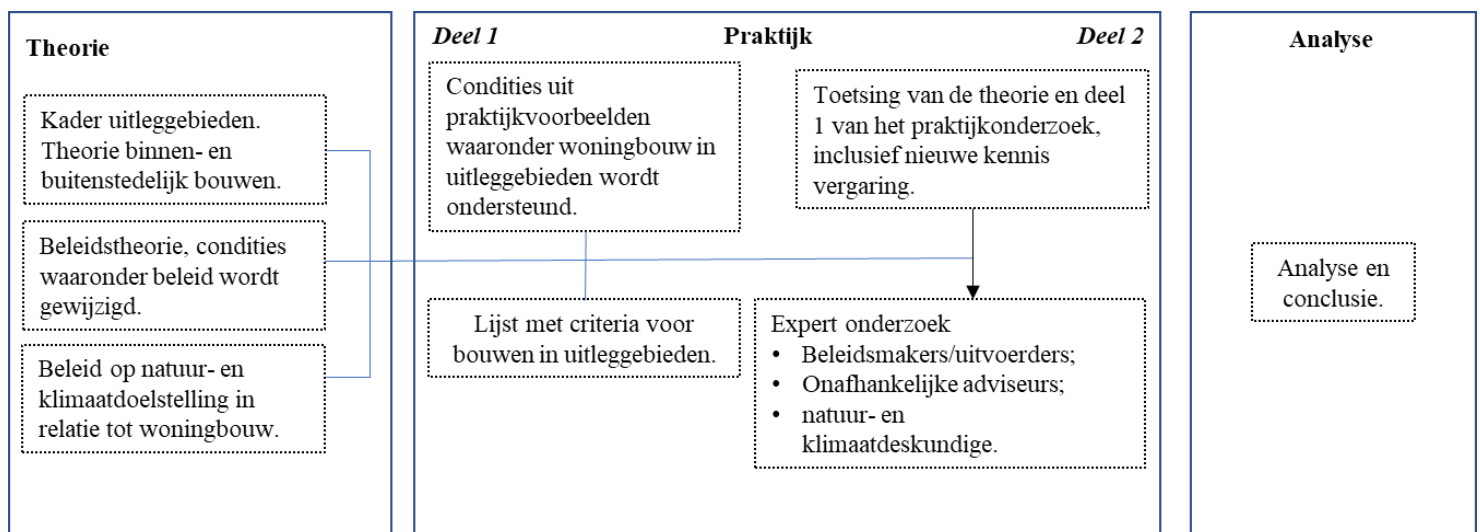 Theorie
Kader uitleggebieden.
Theorie binnen- en
buitenstedelijk bouwen.
Beleidstheorie, condities
waaronder beleid wordt
gewijzigd.
Beleid op natuur- en
klimaatdoelstelling in
relatie tot woningbouw.
Deel 1 Praktijk Deel 2
Condities uit
praktijkvoorbeelden
waaronder woningbouw in
uitleggebieden wordt
ondersteund.
Lijst met criteria voor
bouwen in uitleggebieden.
Toetsing van de theorie en deel
1 van het praktijkonderzoek,
inclusief nieuwe kennis
vergaring.
Expert onderzoek
• Beleidsmakers/uitvoerders;
• Onafhankelijke adviseurs;
• natuur- en
klimaatdeskundige.
Analyse
Analyse en
conclusie.